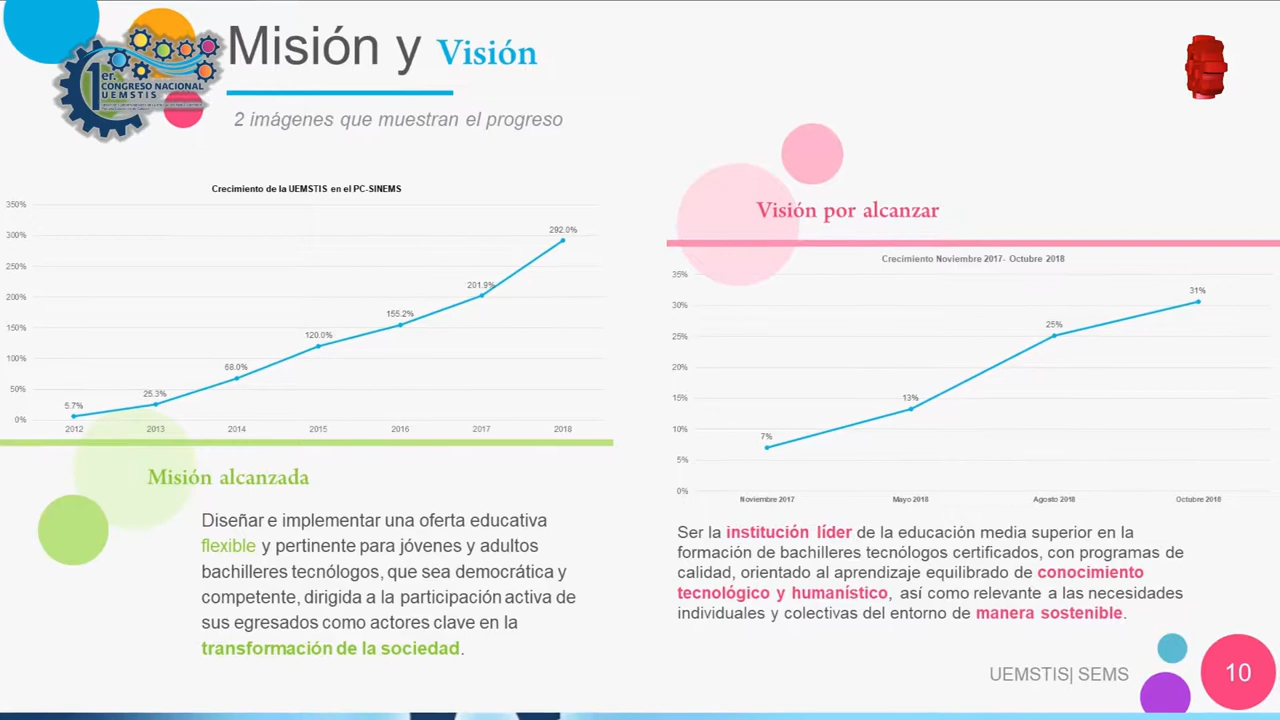 Misión y Visión
1er.
CONGRESO NACIONAL
UEMSTIS
2 imágenes que muestran el progreso
Crecimiento de la UEMSTIS en el PC-SINEMS
350%
300%
250%
200%
150%
100%
50%
0%
5.7%
25.3%
68.0%
120.0%
155.2%
201.9%
292.0%
2012 2013 2014 2015 2016 2017 2018
Misión alcanzada
Diseñar e implementar una oferta educativa
flexible y pertinente para jóvenes y adultos
bachilleres tecnólogos, que sea democrática y
competente, dirigida a la participación activa de
sus egresados como actores clave en la
transformación de la sociedad.
Visión por alcanzar
Crecimiento Noviembre 2017- Octubre 2018
35%
30%
25%
20%
15%
10%
5%
0%
7%
13%
25%
31%
Noviembre 2017 Mayo 2018 Agosto 2018 Octubre 2018
Ser la institución líder de la educación media superior en la
formación de bachilleres tecnólogos certificados, con programas de
calidad, orientado al aprendizaje equilibrado de conocimiento
tecnológico y humanístico, así como relevante a las necesidades
individuales y colectivas del entorno de manera sostenible.
UEMSTIS| SEMS
10